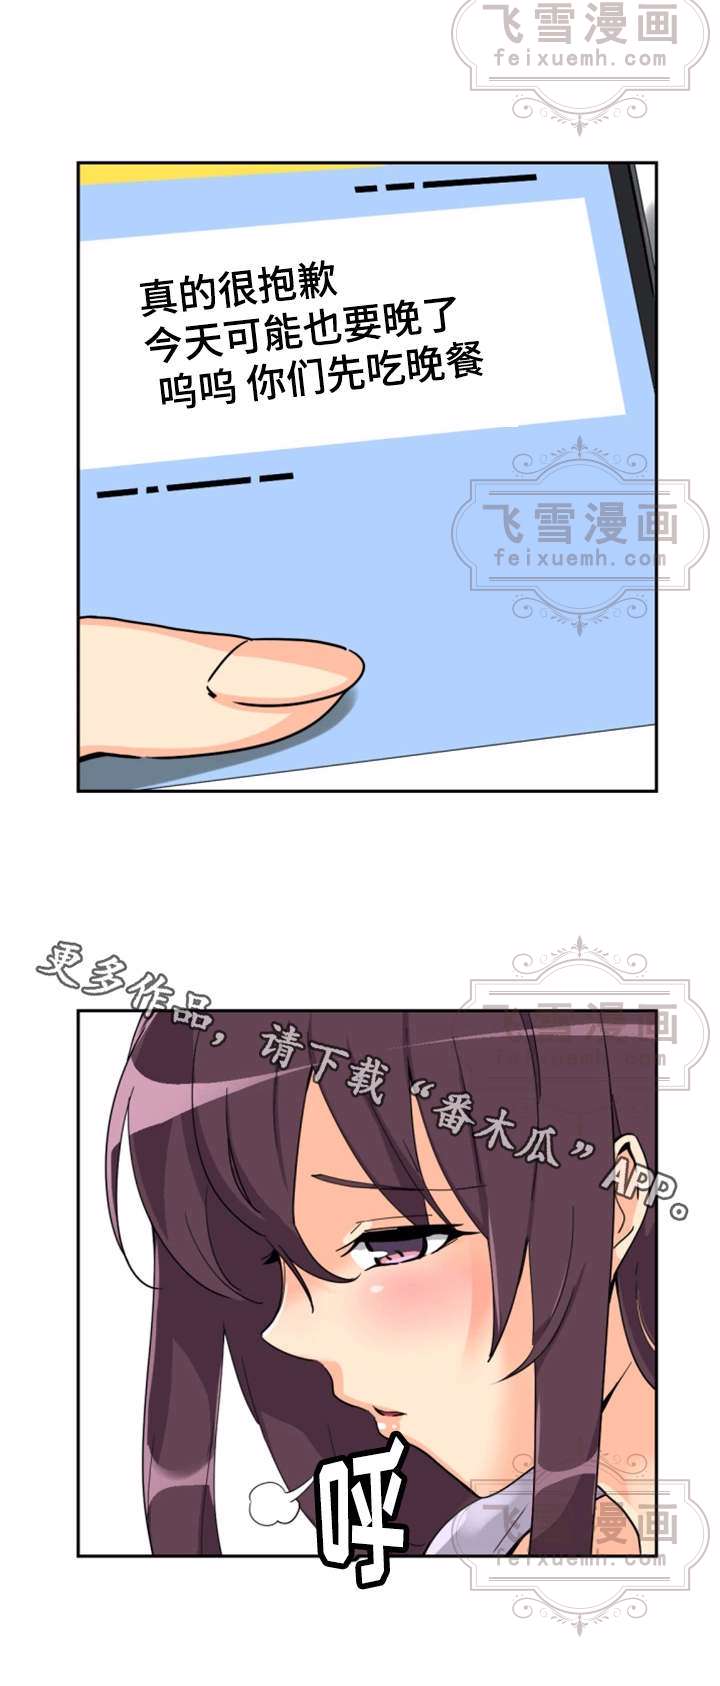 飞雪漫画
feixuemh.com
真的很抱歉
今天可能也要晚了
呜呜 你们先吃晚餐
飞雪漫画
feixuemh.com
飞雪漫画
feixuemh.com
更多作品，请下载“番木瓜”APP。
呼
飞雪漫画
feixuemh.com